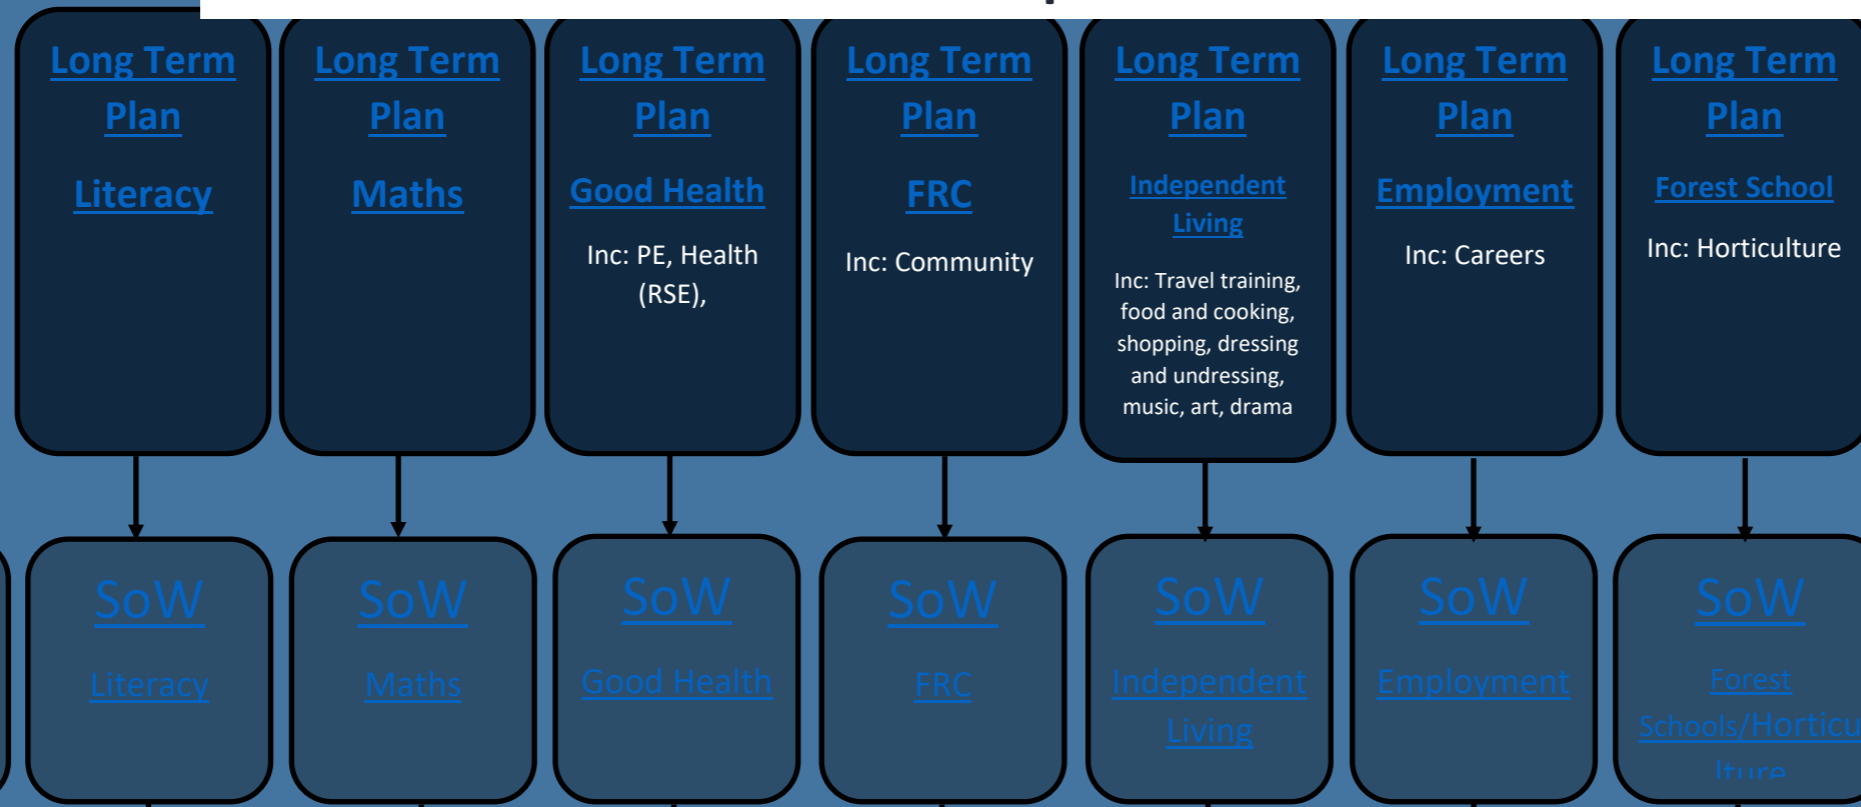 Long Term
Plan
Literacy
Long Term
Plan
Maths
Long Term
Plan
Good Health
Inc: PE, Health
(RSE),
Long Term
Plan
FRC
Inc: Community
Long Term
Plan
Independent
Living
Inc: Travel training,
food and cooking,
shopping, dressing
and undressing,
music, art, drama
Long Term
Plan
Employment
Inc: Careers
Long Term
Plan
Forest School
Inc: Horticulture
SoW
Literacy
SoW
Maths
SoW
Good Health
SoW
FRC
SoW
Independent
Living
SoW
Employment
SoW
Forest
Schools/Horticu
lture